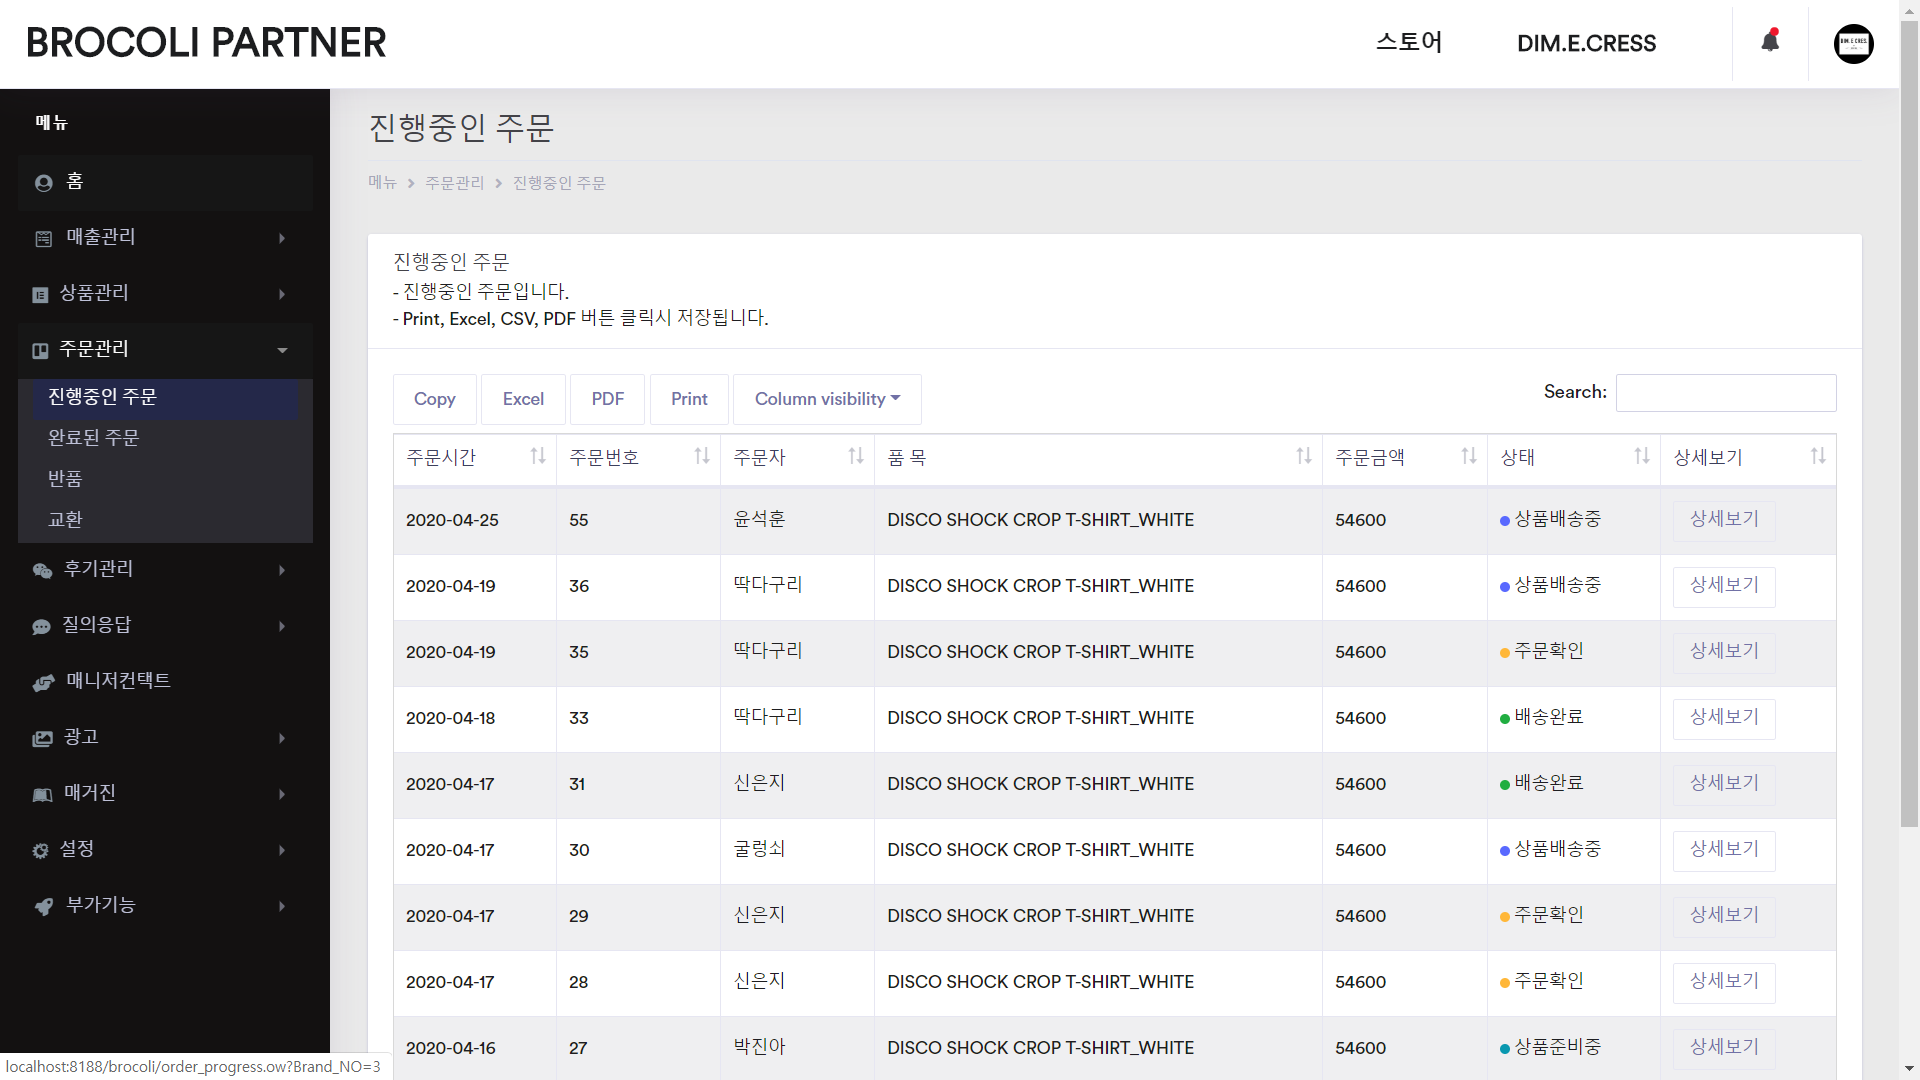 BROCOLI PARTNER
스토어
DIM.E.CRESS
메뉴
홈
매출관리
상품관리
주문관리
진행중인 주문
완료된 주문
반품
교환
후기관리
질의응답
매니저컨택트
광고
매거진
설정
부가기능
진행중인 주문
메뉴 주문관리 진행중인 주문
진행중인 주문
- 진행중인 주문입니다.
- Print, Excel, CSV, PDF 버튼 클릭시 저장됩니다.
Copy Excel PDF Print Column visibility
Search:
주문시간 주문번호 주문자 품 목 주문금액 상태 상세보기
2020-04-25 55 윤석훈 DISCO SHOCK CROP T-SHIRT_WHITE 54600 상품배송중 상세보기
2020-04-19 36 딱다구리 DISCO SHOCK CROP T-SHIRT_WHITE 54600 상품배송중 상세보기
2020-04-19 35 딱다구리 DISCO SHOCK CROP T-SHIRT_WHITE 54600 주문확인 상세보기
2020-04-18 33 딱다구리 DISCO SHOCK CROP T-SHIRT_WHITE 54600 배송완료 상세보기
2020-04-17 31 신은지 DISCO SHOCK CROP T-SHIRT_WHITE 54600 배송완료 상세보기
2020-04-17 30 굴렁쇠 DISCO SHOCK CROP T-SHIRT_WHITE 54600 상품배송중 상세보기
2020-04-17 29 신은지 DISCO SHOCK CROP T-SHIRT_WHITE 54600 주문확인 상세보기
2020-04-17 28 신은지 DISCO SHOCK CROP T-SHIRT_WHITE 54600 주문확인 상세보기
2020-04-16 27 박진아 DISCO SHOCK CROP T-SHIRT_WHITE 54600 상품준비중 상세보기
localhost:8188/brocoli/order_progress.ow?Brand_NO=3